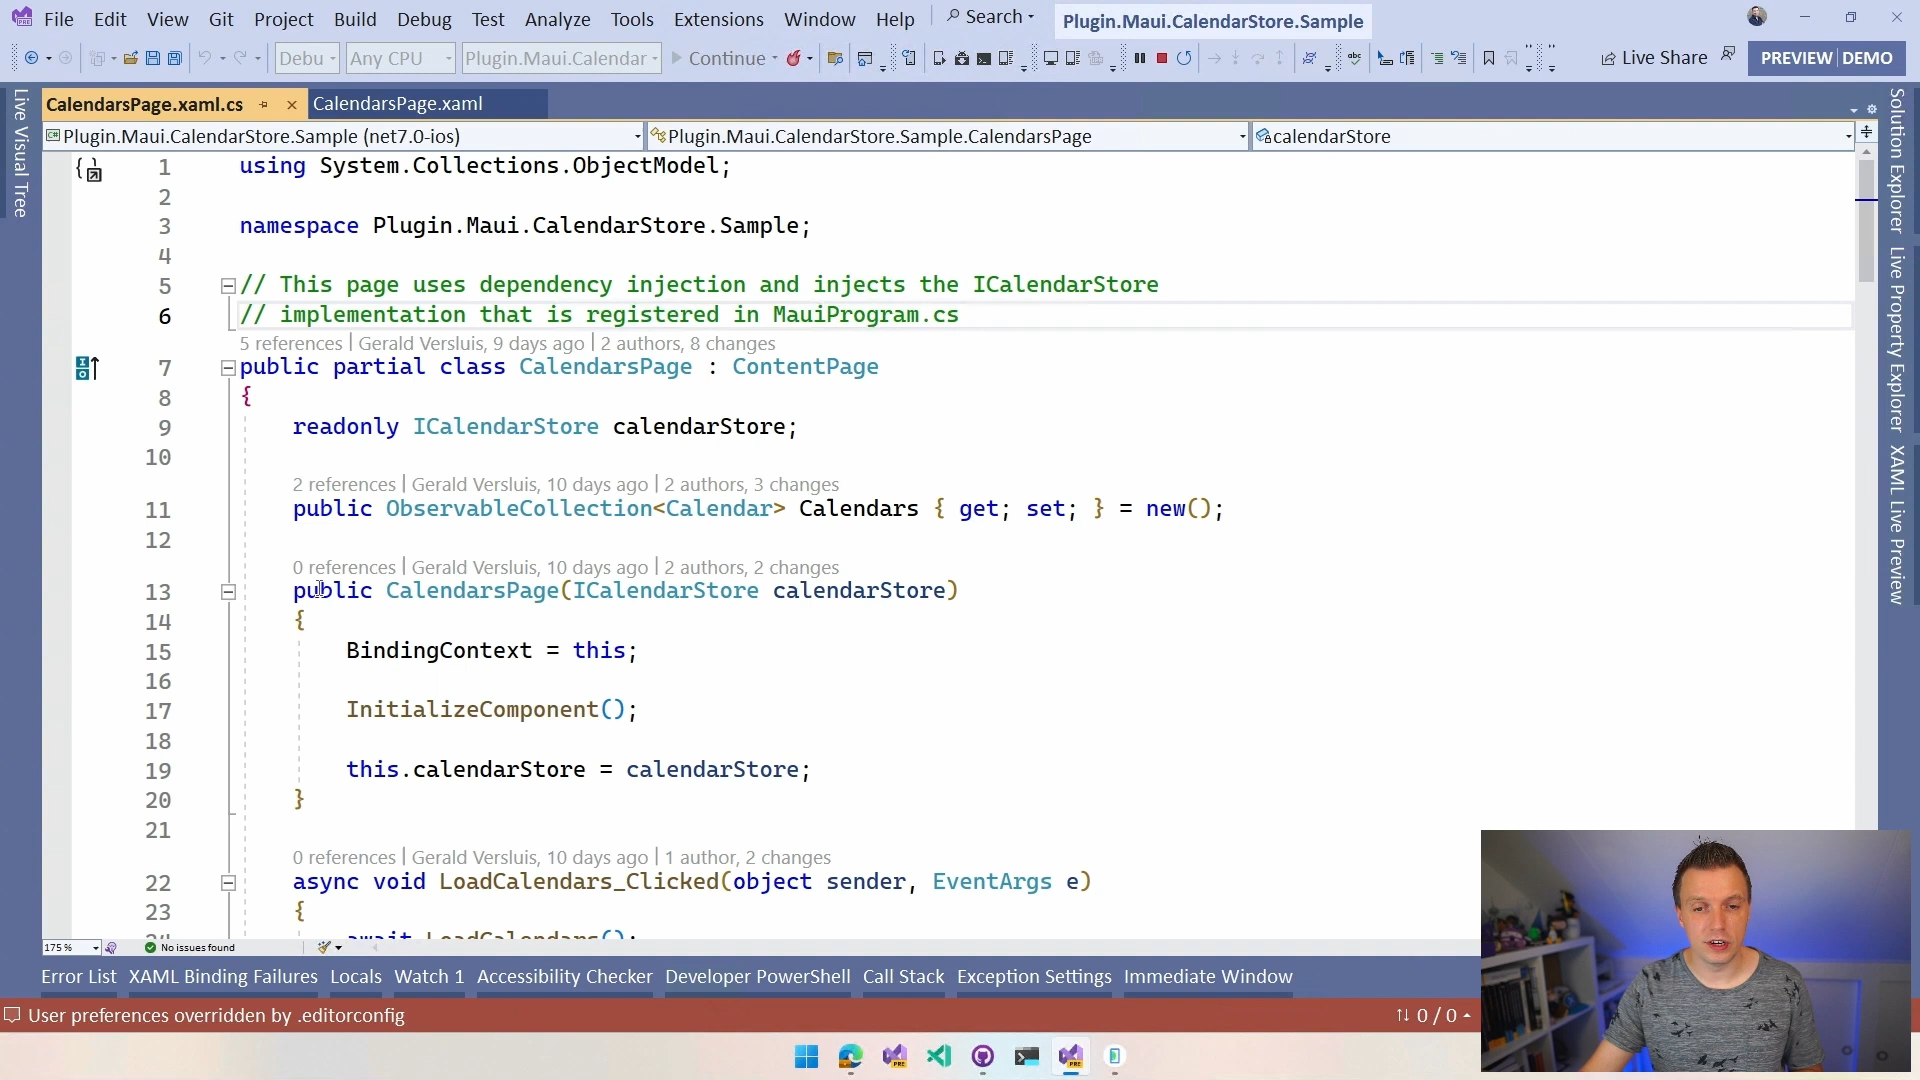 File Edit View Git Project Build Debug Test Analyze Tools Extensions Window Help Search Plugin.Maui.CalendarStore.Sample
Debu Any CPU Plugin.Maui.Calendar Continue Live Share PREVIEW DEMO
CalendarsPage.xaml.cs CalendarsPage.xaml
Plugin.Maui.CalendarStore.Sample (net7.0-ios) Plugin.Maui.CalendarStore.Sample.CalendarsPage calendarStore
Live Visual Tree
Solution Explorer
Live Property Explorer
XAML Live Preview
1 using System.Collections.ObjectModel;
2
3 namespace Plugin.Maui.CalendarStore.Sample;
4
5 // This page uses dependency injection and injects the ICalendarStore
6 // implementation that is registered in MauiProgram.cs
5 references | Gerald Versluis, 9 days ago | 2 authors, 8 changes
7 public partial class CalendarsPage : ContentPage
8 {
9 readonly ICalendarStore calendarStore;
10
2 references | Gerald Versluis, 10 days ago | 2 authors, 3 changes
11 public ObservableCollection<Calendar> Calendars { get; set; } = new();
12
0 references | Gerald Versluis, 10 days ago | 2 authors, 2 changes
13 public CalendarsPage(ICalendarStore calendarStore)
14 {
15 BindingContext = this;
16
17 InitializeComponent();
18
19 this.calendarStore = calendarStore;
20 }
21
0 references | Gerald Versluis, 10 days ago | 1 author, 2 changes
22 async void LoadCalendars_Clicked(object sender, EventArgs e)
23 {
24 await LoadCalendars();
175 % No issues found
Error List XAML Binding Failures Locals Watch 1 Accessibility Checker Developer PowerShell Call Stack Exception Settings Immediate Window
User preferences overridden by .editorconfig 0 / 0